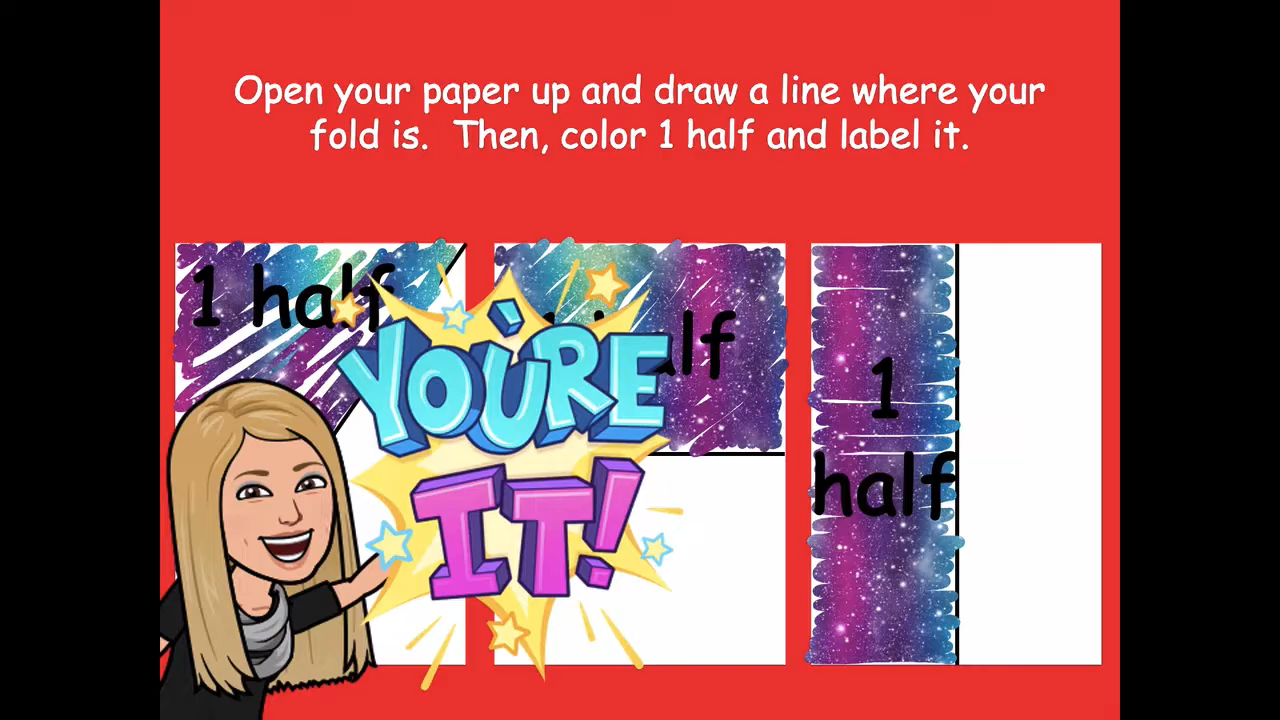 Open your paper up and draw a line where your
fold is.  Then, color 1 half and label it.
1 half
half
1
half
YOU'RE
IT!